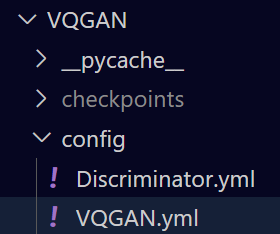 VQGAN
__pycache__
checkpoints
config
! Discriminator.yml
! VQGAN.yml